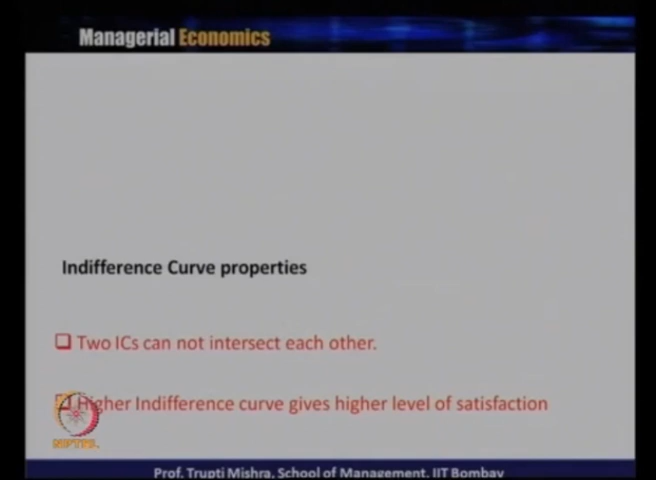 Managerial Economics
Indifference Curve properties
Two ICs can not intersect each other.
Higher Indifference curve gives higher level of satisfaction
NPTEL
Prof. Trupti Mishra, School of Management, IIT Bombay